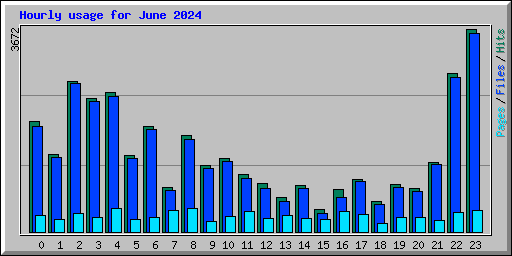 Hourly usage for June 2024
3672
Pages/Files/Hits
0 1 2 3 4 5 6 7 8 9 10 11 12 13 14 15 16 17 18 19 20 21 22 23